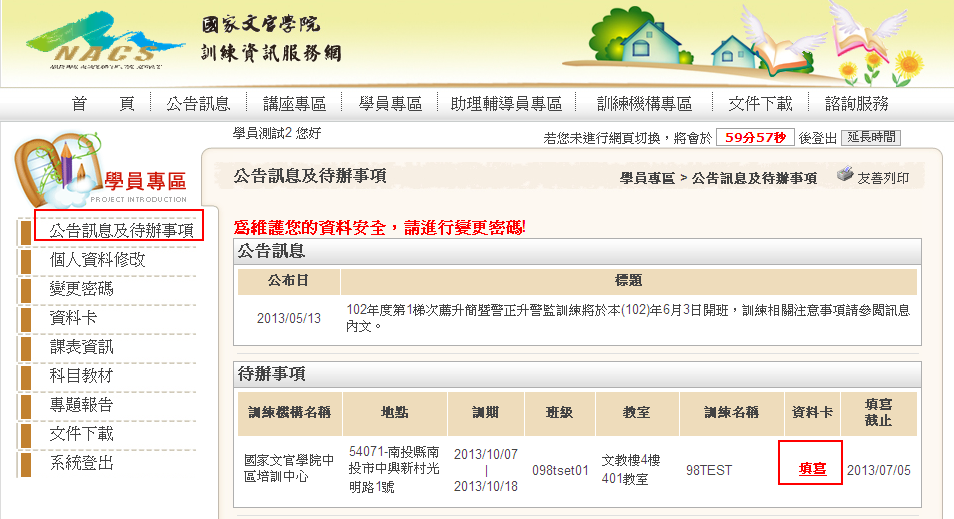 國家文官學院
NACS
訓練資訊服務網
首 頁
公告訊息
講座專區
學員專區
助理輔導員專區
訓練機構專區
文件下載
諮詢服務
學員測試2 您好
若您未進行網頁切換，將會於 59分57秒 後登出 延長時間
學員專區
PROJECT INTRODUCTION
公告訊息及待辦事項
個人資料修改
變更密碼
資料卡
課表資訊
科目教材
專題報告
文件下載
系統登出
公告訊息及待辦事項
學員專區 > 公告訊息及待辦事項
友善列印
為維護您的資料安全，請進行變更密碼!
公告訊息
公布日 標題
2013/05/13
102年度第1梯次薦升簡暨警正升警監訓練將於本(102)年6月3日開班，訓練相關注意事項請參閱訊息
內文。
待辦事項
訓練機構名稱 地點 訓期 班級 教室 訓練名稱 資料卡 填寫
截止
國家文官學院中
區培訓中心
54071-南投縣南
投市中興新村光
明路1號
2013/10/07
|
2013/10/18
098tset01
文教樓4樓
401教室
98TEST
填寫
2013/07/05